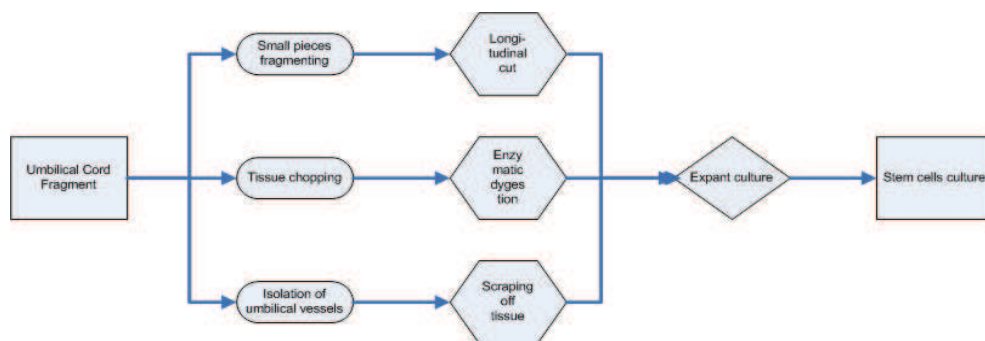 Small pieces
fragmenting
Longi-
tudinal
cut
Umbilical Cord
Fragment
Tissue chopping
Enzy
matic
dyges
tion
Expant culture
Stem cells culture
Isolation of
umbilical vessels
Scraping
off
tissue